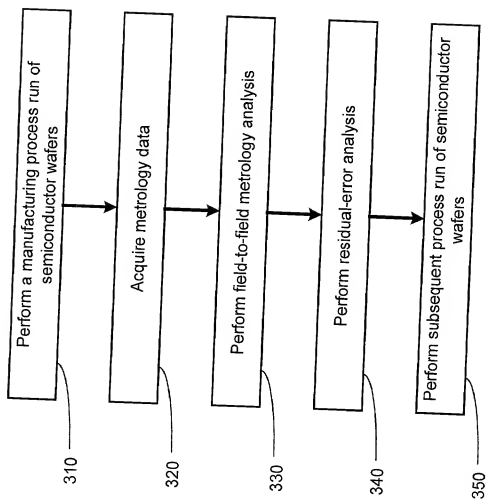 Perform a manufacturing process run of
semiconductor wafers
310
Acquire metrology data
320
Perform field-to-field metrology analysis
330
Perform residual-error analysis
340
Perform subsequent process run of semiconductor
wafers
350